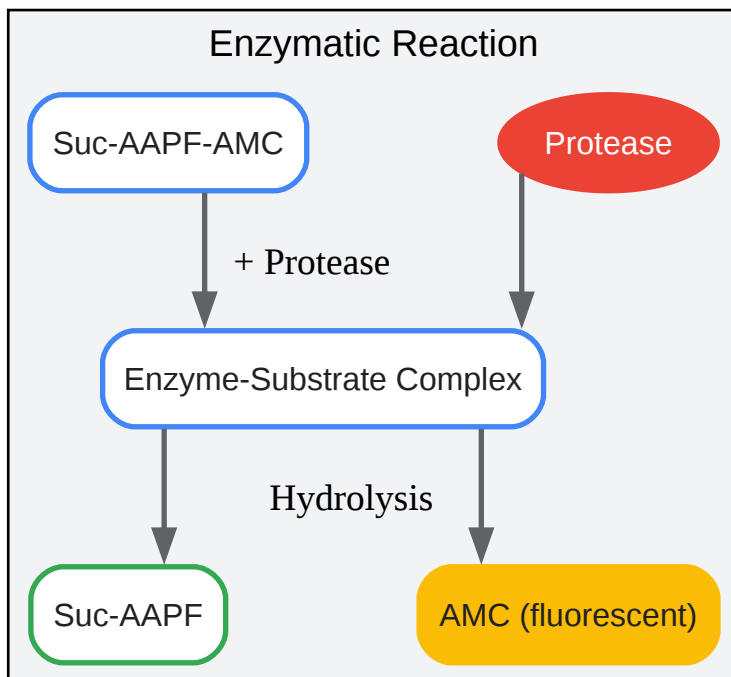 Enzymatic Reaction
Suc-AAPF-AMC
Protease
+ Protease
Enzyme-Substrate Complex
Hydrolysis
Suc-AAPF
AMC (fluorescent)